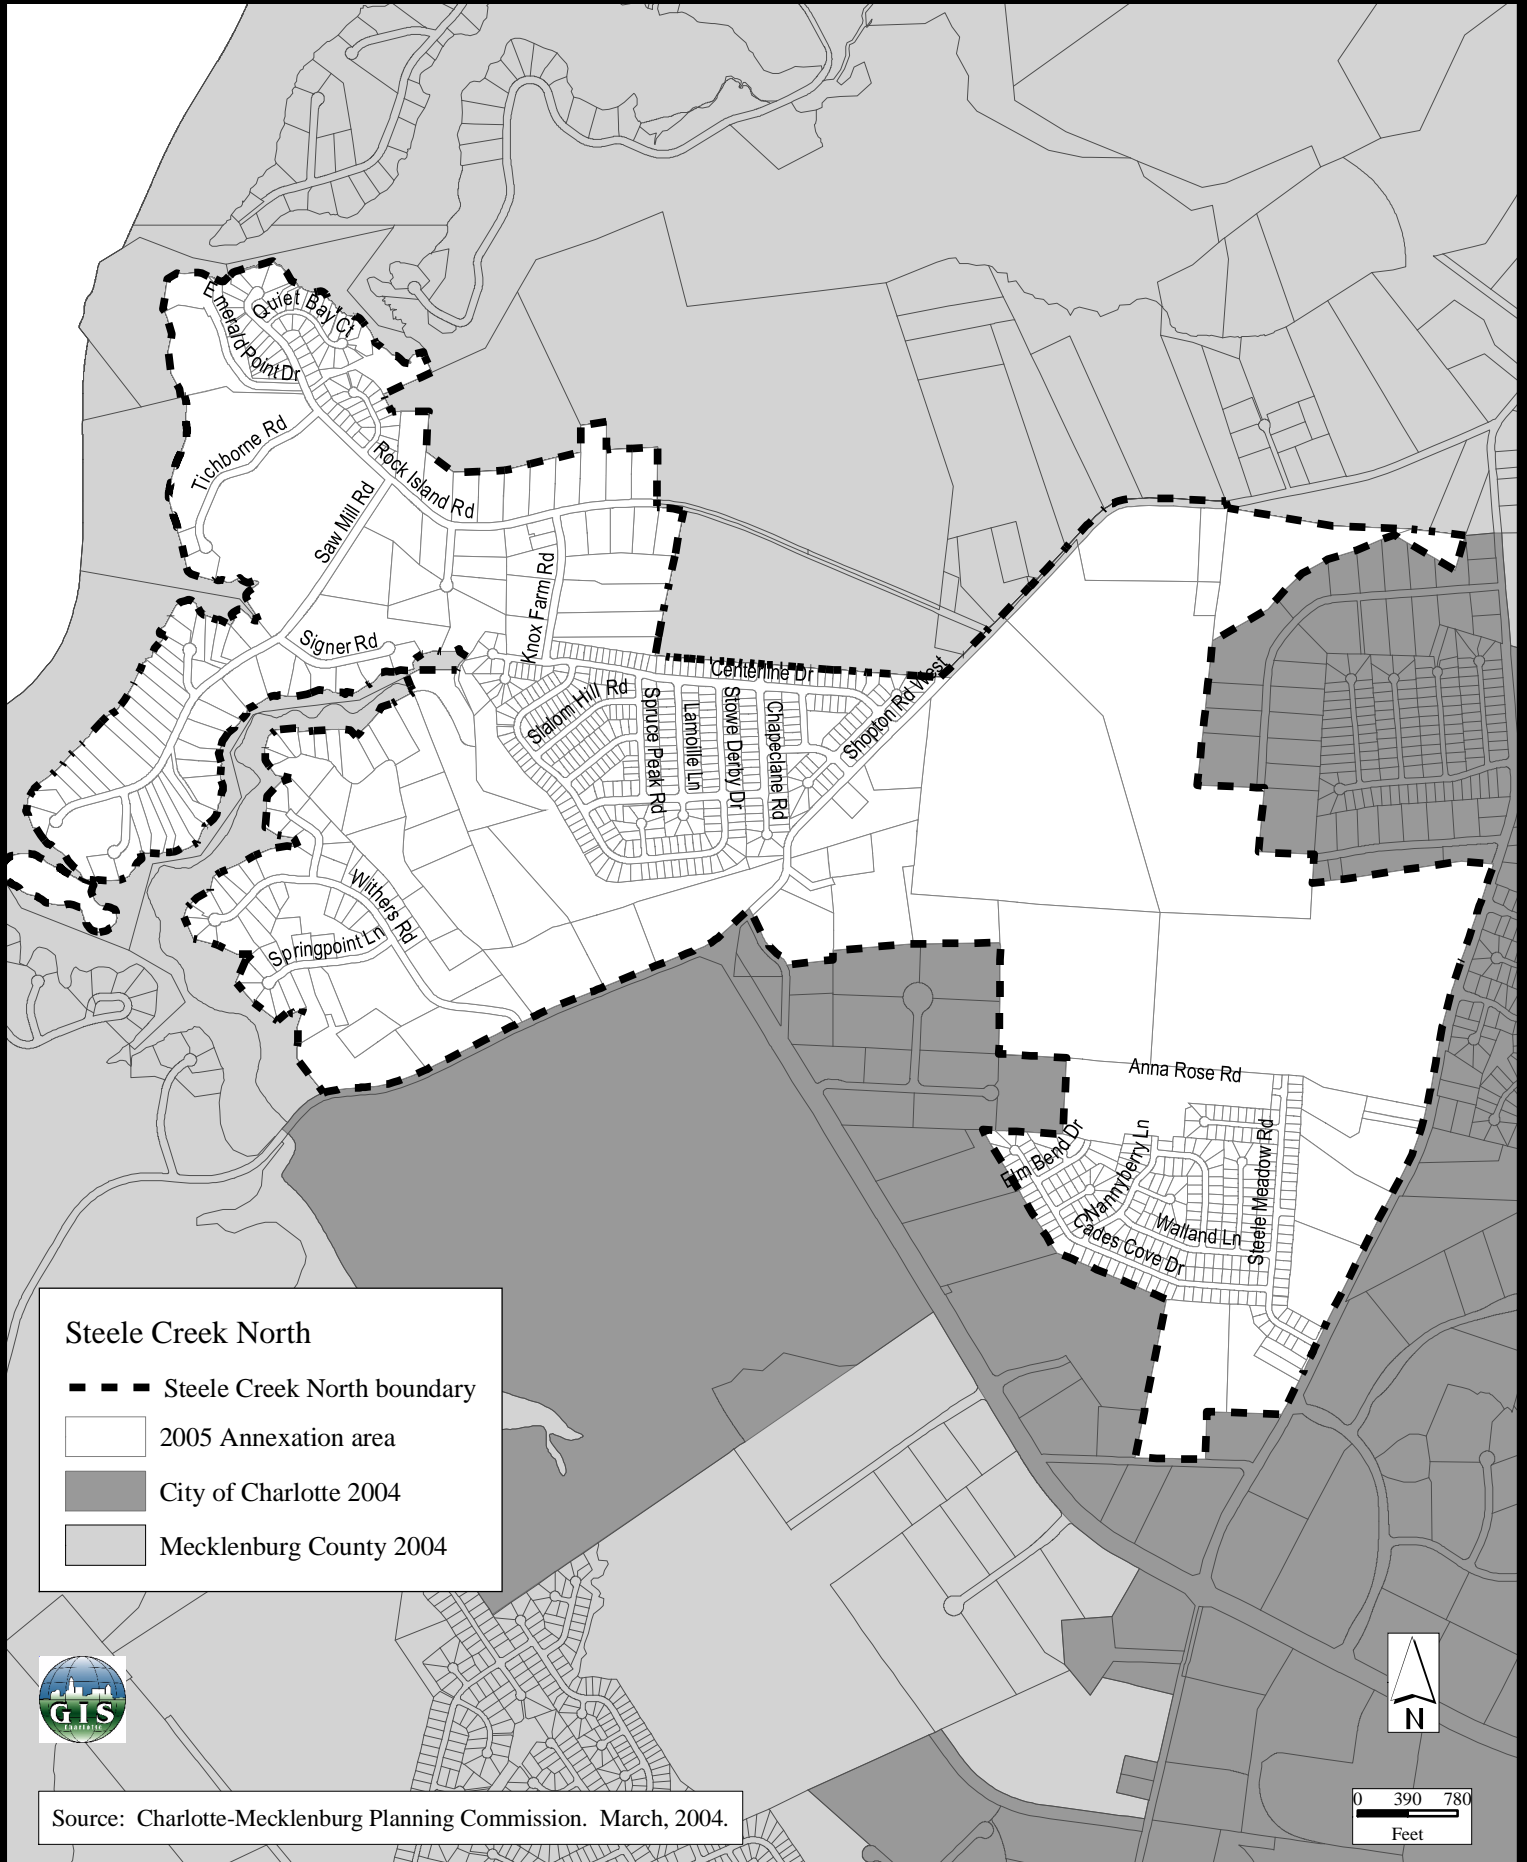 Emerald Point Dr
Quiet Bay Ct
Tichborne Rd
Rock Island Rd
Saw Mill Rd
Knox Farm Rd
Signer Rd
Centerline Dr
Shopton Rd West
Slalom Hill Rd
Spruce Peak Rd
Lamoille Ln
Stowe Derby Dr
Chapeclane Rd
Withers Rd
Springpoint Ln
Anna Rose Rd
Elm Bend Dr
Nannyberry Ln
Steele Meadow Rd
Walland Ln
Cades Cove Dr
Steele Creek North
Steele Creek North boundary
2005 Annexation area
City of Charlotte 2004
Mecklenburg County 2004
GIS
Charlotte
N
Source: Charlotte-Mecklenburg Planning Commission. March, 2004.
0 390 780
Feet